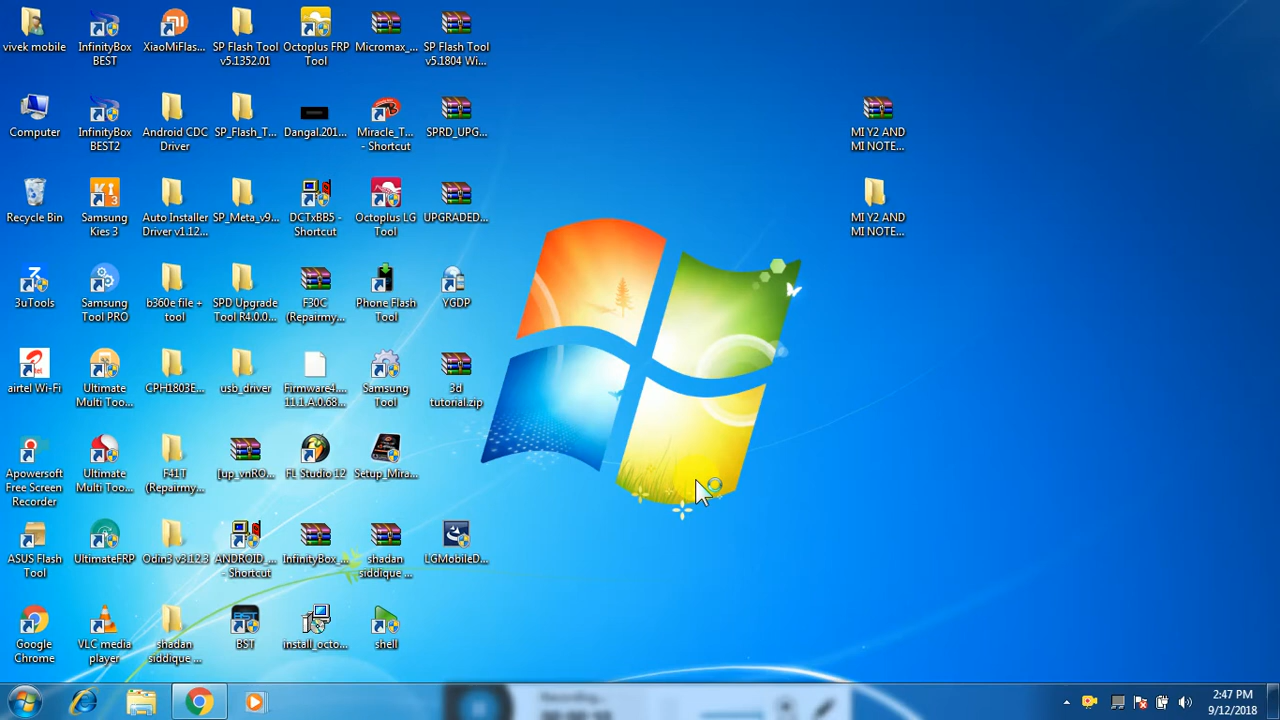 vivek mobile
InfinityBox
BEST
XiaoMiFlas...
SP Flash Tool
v5.1352.01
Octoplus FRP
Tool
Micromax_...
SP Flash Tool
v5.1804 Wi...
Computer
InfinityBox
BEST2
Android CDC
Driver
SP_Flash_T...
Dangal.201...
Miracle_T...
- Shortcut
SPRD_UPG...
MI Y2 AND
MI NOTE...
Recycle Bin
Samsung
Kies 3
Auto Installer
Driver v1.12...
SP_Meta_v9...
DCTxBB5 -
Shortcut
Octoplus LG
Tool
UPGRADED...
MI Y2 AND
MI NOTE...
3uTools
Samsung
Tool PRO
b360e file +
tool
SPD Upgrade
Tool R4.0.0...
F30C
(Repairmy...
Phone Flash
Tool
YGDP
airtel Wi-Fi
Ultimate
Multi Too...
CPH1803E...
usb_driver
Firmware4....
11.1.A.0.68...
Samsung
Tool
3d
tutorial.zip
Apowersoft
Free Screen
Recorder
Ultimate
Multi Too...
F41T
(Repairmy...
[up_vnRO...
FL Studio 12
Setup_Mira...
ASUS Flash
Tool
UltimateFRP
Odin3 v3.12.3
ANDROID_...
- Shortcut
InfinityBox_...
shadan
siddique ...
LGMobileD...
Google
Chrome
VLC media
player
shadan
siddique ...
BST
install_octo...
shell
Recording...
2:47 PM
9/12/2018